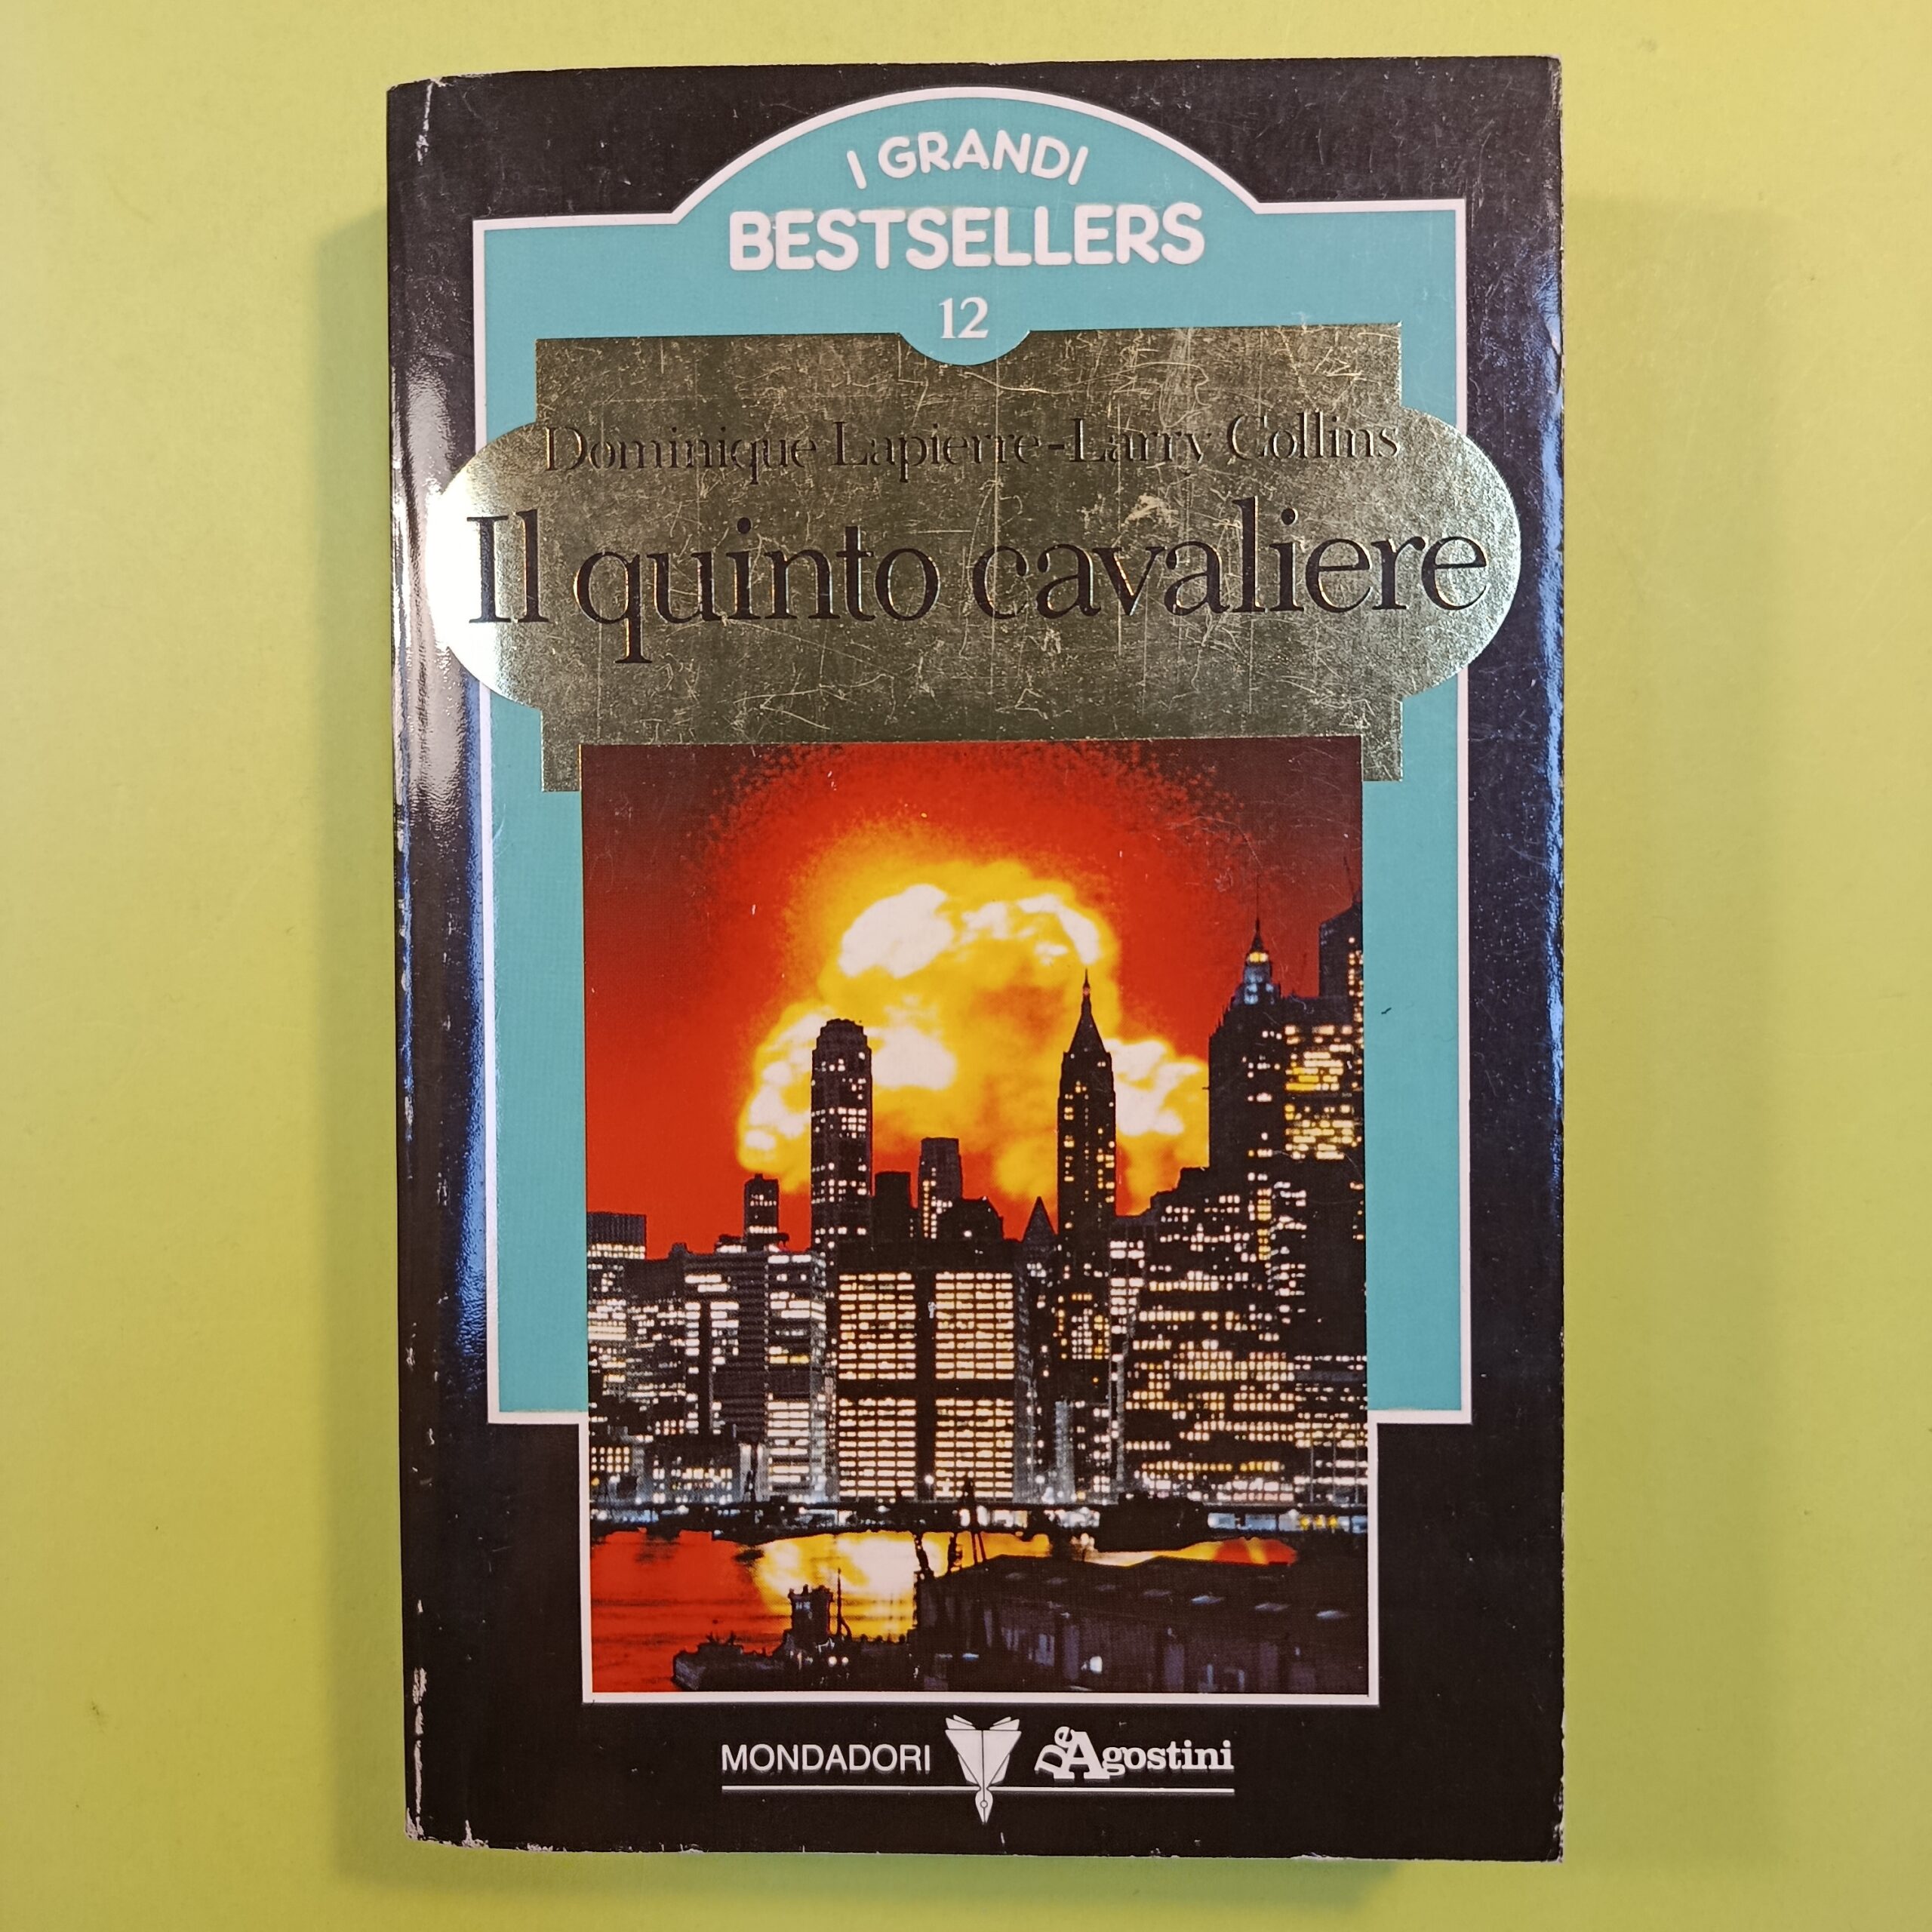 I GRANDI
BESTSELLERS
12
Dominique Lapierre-Larry Collins
Il quinto cavaliere
MONDADORI DeAgostini